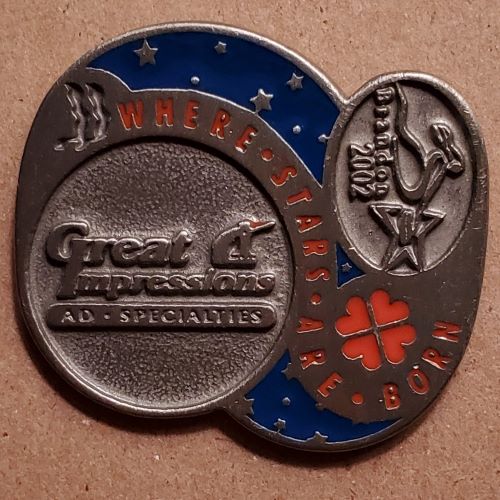 WHERE • STARS • ARE • BORN
Brandon
2002
Great
Impressions
AD • SPECIALTIES